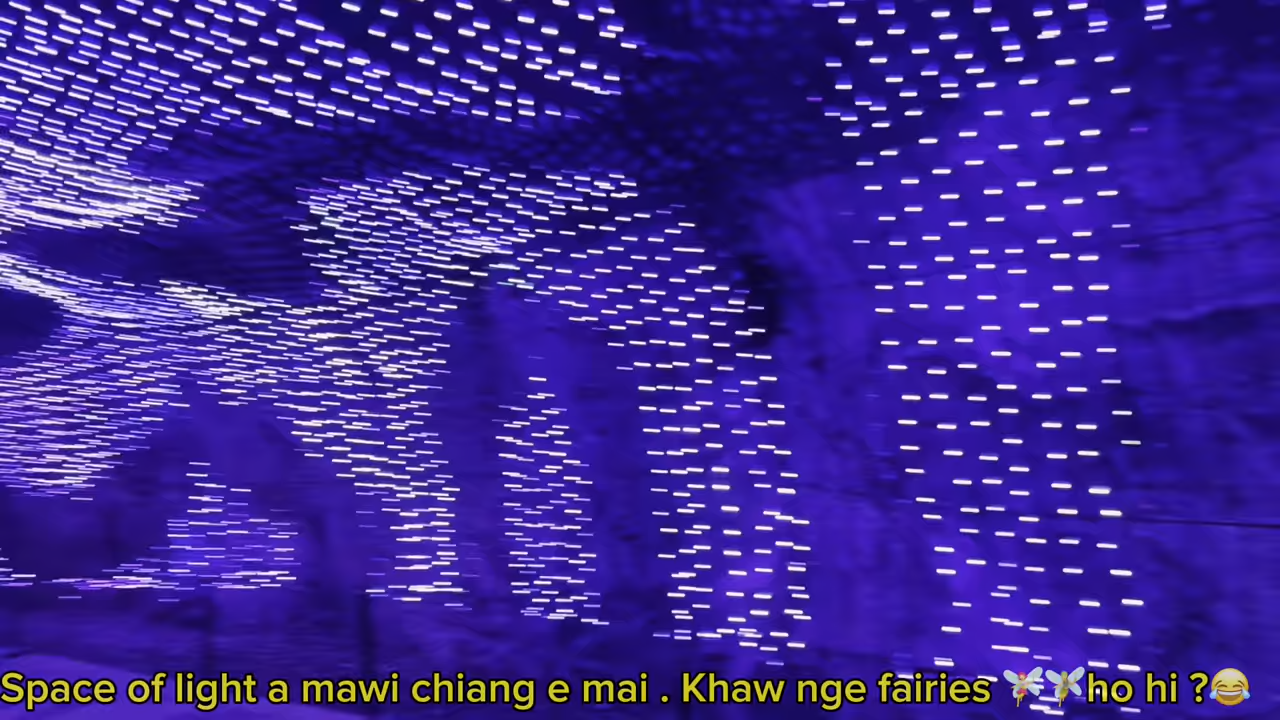 Space of light a mawi chiang e mai . Khaw nge fairies 🧚🧚ho hi ?😂